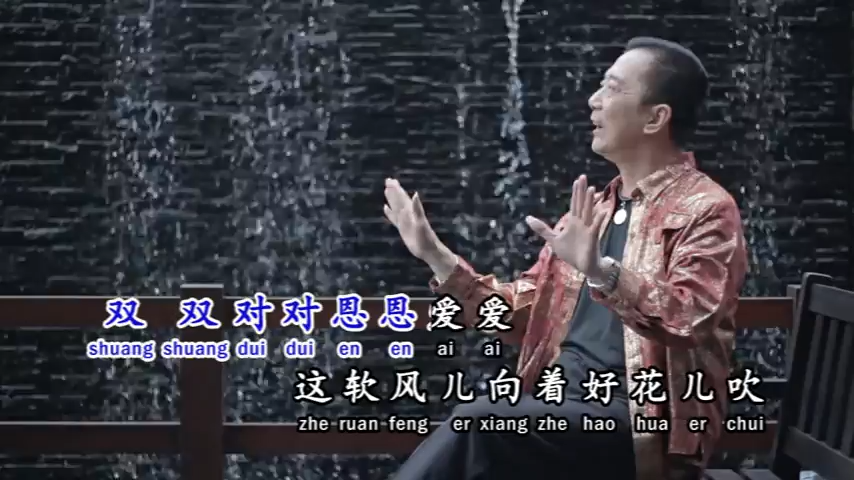 双 双 对 对 恩 恩 爱 爱
shuang shuang dui dui en en ai ai
这 软 风 儿 向 着 好 花 儿 吹
zhe ruan feng er xiang zhe hao hua er chui